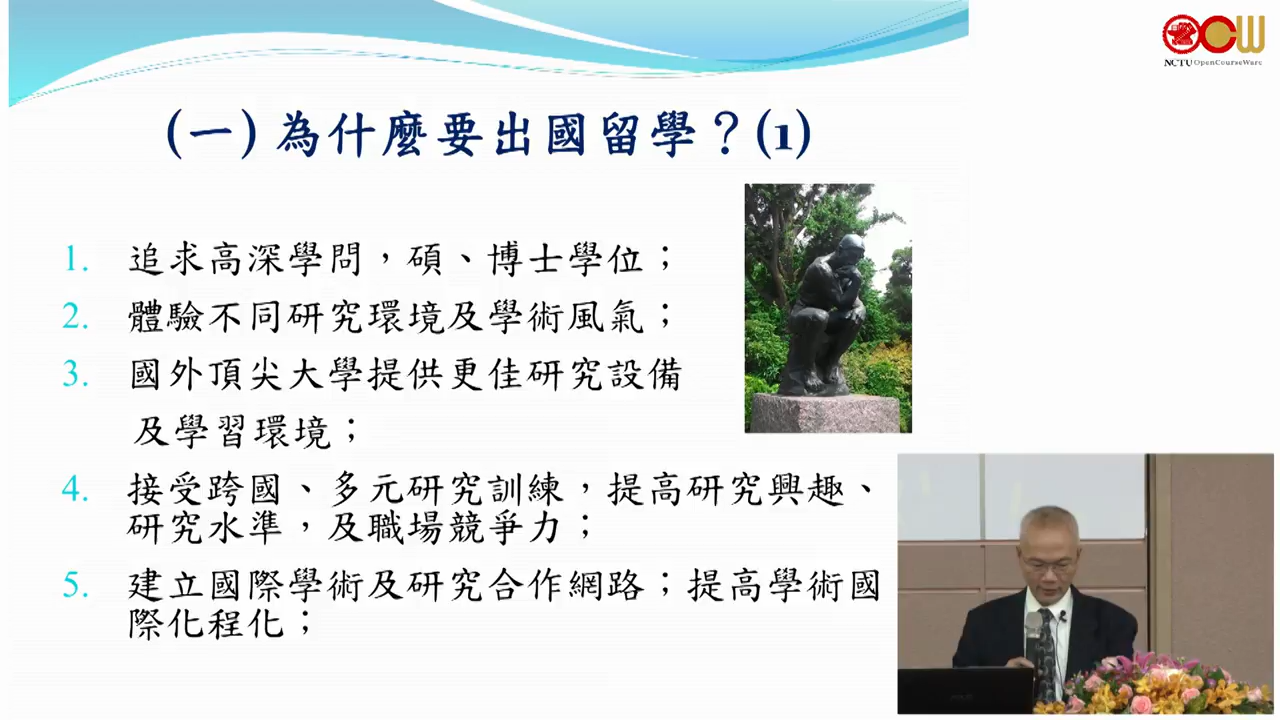 OCW
NCTU OpenCourseWare
(一) 為什麼要出國留學？(1)
1. 追求高深學問，碩、博士學位；
2. 體驗不同研究環境及學術風氣；
3. 國外頂尖大學提供更佳研究設備
及學習環境；
4. 接受跨國、多元研究訓練，提高研究興趣、
研究水準，及職場競爭力；
5. 建立國際學術及研究合作網路；提高學術國
際化程化；